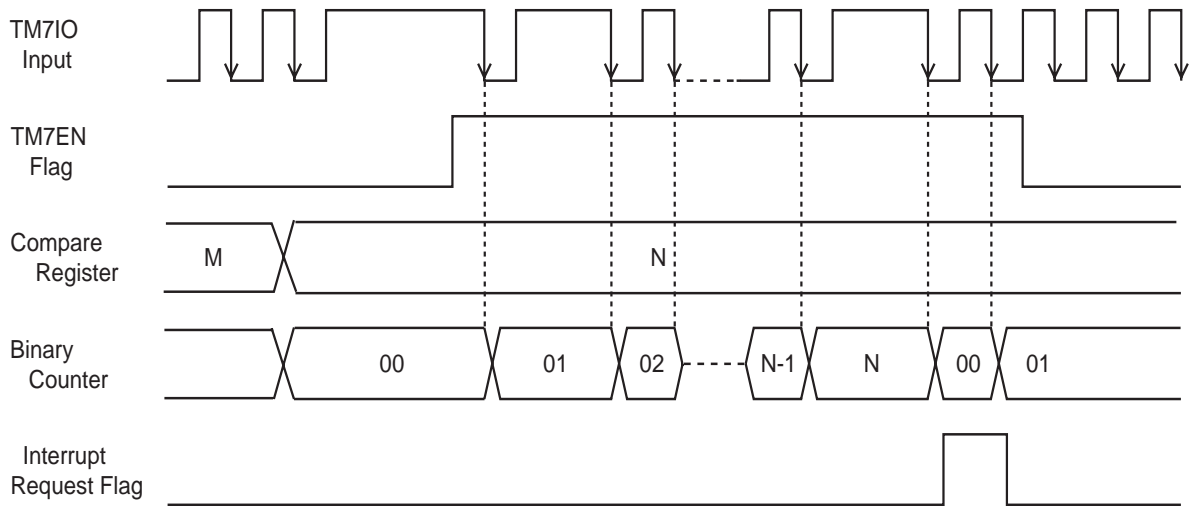 TM7IO
Input
TM7EN
Flag
Compare
Register
M
N
Binary
Counter
00
01
02
N-1
N
00
01
Interrupt
Request Flag